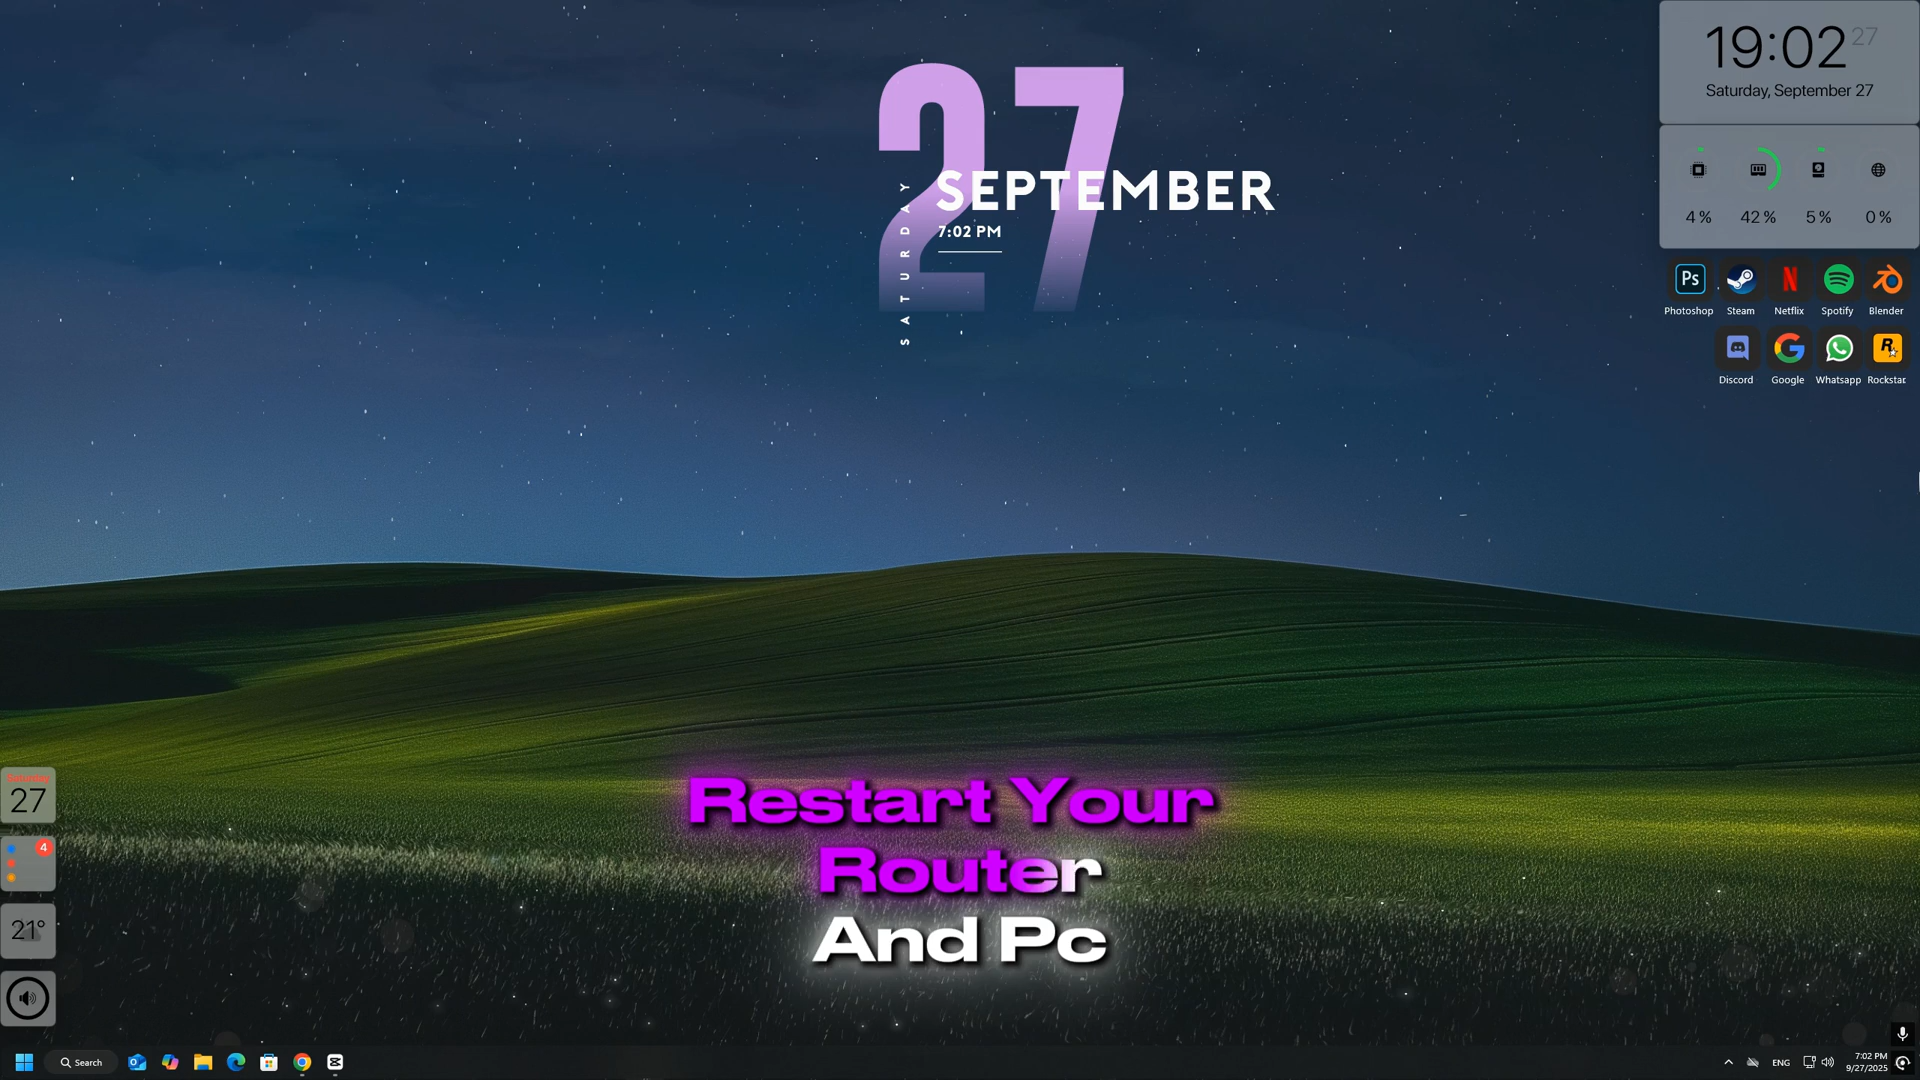 27
SEPTEMBER
7:02 PM
SATURDAY
19:02 27
Saturday, September 27
4 % 42 % 5 % 0 %
Ps
Photoshop Steam Netflix Spotify Blender
Discord Google Whatsapp Rockstar
Saturday
27
4
21°
Restart Your
Router
And Pc
Search
ENG
7:02 PM
9/27/2025